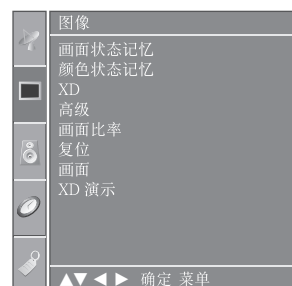 图像
画面状态记忆
颜色状态记忆
XD
高级
画面比率
复位
画面
XD 演示
▲▼◀▶ 确定 菜单